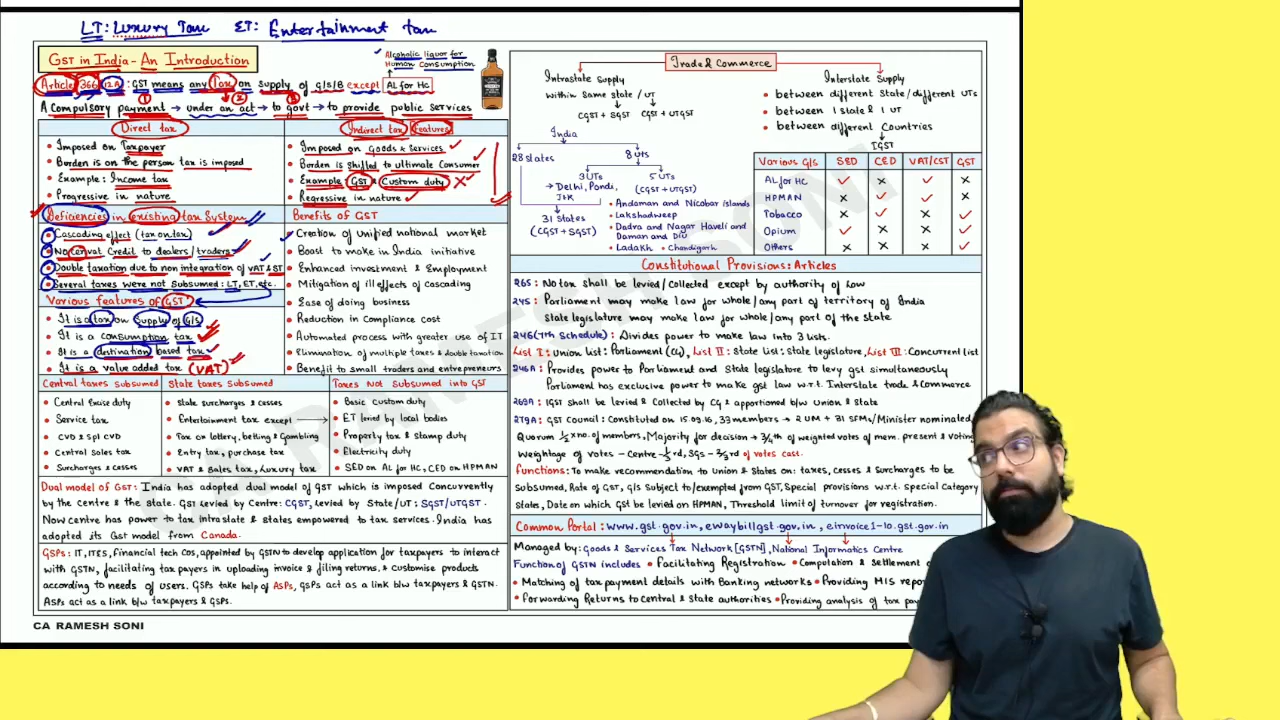 LT: Luxury Tax ET: Entertainment tax
GST in India - An Introduction
Alcoholic liquor for
Human Consumption
Article 366 12A : GST means any Tax on supply of G/S/B except AL for HC
A Compulsory payment → under an act → to govt → to provide public services
Direct tax
• Imposed on Taxpayer
• Burden is on the person tax is imposed
• Example: Income tax
• Progressive in nature
Indirect tax Features
• Imposed on Goods & Services
• Burden is shifted to ultimate Consumer
• Example GST & Custom duty
• Regressive in nature
Deficiencies in existing tax System
• Cascading effect (tax on tax)
• No cenvat Credit to dealers/traders
• Double taxation due to non integration of VAT & ST
• Several taxes were not Subsumed: LT, ET, etc.
Various features of GST
• It is a tax on Supply of G/S
• It is a consumption tax
• It is a destination based tax
• It is a value added tax (VAT)
Benefits of GST
• Creation of unified national market
• Boost to make in India initiative
• Enhanced investment & Employment
• Mitigation of ill effects of cascading
• Ease of doing business
• Reduction in Compliance cost
• Automated process with greater use of IT
• Elimination of multiple taxes & double taxation
• Benefit to small traders and entrepreneurs
Central taxes Subsumed
• Central Excise duty
• Service tax
• CVD & Spl CVD
• Central Sales tax
• Surcharges & cesses
State taxes Subsumed
• State surcharges & cesses
• Entertainment tax except →
• Tax on lottery, betting & Gambling
• Entry tax, purchase tax
• VAT & Sales tax, Luxury tax
Taxes Not Subsumed into GST
• Basic Custom duty
• ET levied by local bodies
• Property tax & Stamp duty
• Electricity duty
• SED on AL for HC, CED on HPMAN
Dual model of GST: India has adopted dual model of GST which is imposed Concurrently
by the centre & the State. GST Levied by Centre: CGST, Levied by State/UT: SGST/UTGST.
Now centre has power to tax intrastate & states empowered to tax services. India has
adopted its Gst model from Canada.
GSPs: IT, ITES, Financial tech Cos, appointed by GSTN to develop application for taxpayers to interact
with GSTN, facilitating tax payers in uploading invoice & filing returns, & Customise products
according to needs of users. GSPs take help of ASPs, GSPs act as a link b/w taxpayers & GSTN.
ASPs act as a link b/w taxpayers & GSPs.
CA RAMESH SONI
Trade & Commerce
Intrastate Supply
within Same state / UT
CGST + SGST CGST + UTGST
Interstate Supply
• between different State/different UTs
• between 1 state & 1 UT
• between different Countries
IGST
India
28 States 8 UTs
3 UTs 5 UTs
→ Delhi, Pondi, (CGST + UTGST)
J&K
31 States
(CGST + SGST)
• Andaman and Nicobar islands
• Lakshadweep
• Dadra and Nagar Haveli and
Daman and Diu
• Ladakh • Chandigarh
Various G/S SED CED VAT/CST GST
AL for HC ✓ × ✓ ×
HPMAN × ✓ ✓ ×
Tobacco × ✓ × ✓
Opium ✓ × × ✓
Others × × × ✓
Constitutional Provisions: Articles
265: No tax shall be levied/Collected except by authority of law
245: Parliament may make law for whole/any part of territory of India
State legislature may make law for whole/any part of the state
246 (7th Schedule): Divides power to make law into 3 lists.
List I: Union list: Parliament (CG), List II: State list: State legislature, List III: Concurrent list
246A: Provides power to Parliament and State legislature to levy gst simultaneously
Parliament has exclusive power to make gst law w.r.t. Interstate trade & Commerce
269A: IGST shall be levied & Collected by CG & apportioned b/w Union & State
279A: GST Council: Constituted on 15.09.16, 33 members → 2 UM + 31 SFMs/Minister nominated
Quorum 1/2 x no. of members, Majority for decision → 3/4th of weighted votes of mem. present & Voting
Weightage of votes - Centre-1/3rd, SGs - 2/3rd of votes cast.
Functions: To make recommendation to Union & States on: taxes, cesses & Surcharges to be
Subsumed, Rate of GST, G/S Subject to/exempted from GST, Special provisions w.r.t. special Category
States, Date on which GST be levied on HPMAN, Threshold limit of turnover for registration.
Common Portal: www.gst.gov.in, ewaybillgst.gov.in, einvoice1-10.gst.gov.in
Managed by: Goods & Services Tax Network [GSTN], National Informatics Centre
Function of GSTN includes • Facilitating Registration • Computation & Settlement
• Matching of tax payment details with Banking networks • Providing MIS
• Forwarding Returns to Central & State authorities • Providing analysis of tax